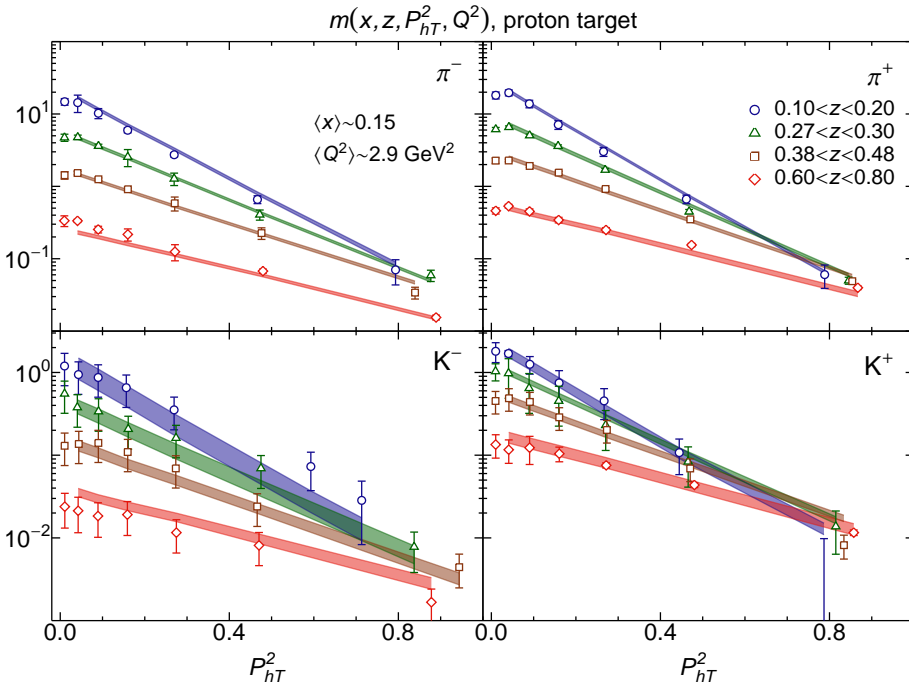 m(x, z, P²hT, Q²), proton target
π⁻
⟨x⟩~0.15
⟨Q²⟩~2.9 GeV²
π⁺
0.10<z<0.20
0.27<z<0.30
0.38<z<0.48
0.60<z<0.80
10¹
10⁻¹
K⁻
K⁺
10⁰
10⁻²
0.0 0.4 0.8 0.0 0.4 0.8
P²hT P²hT